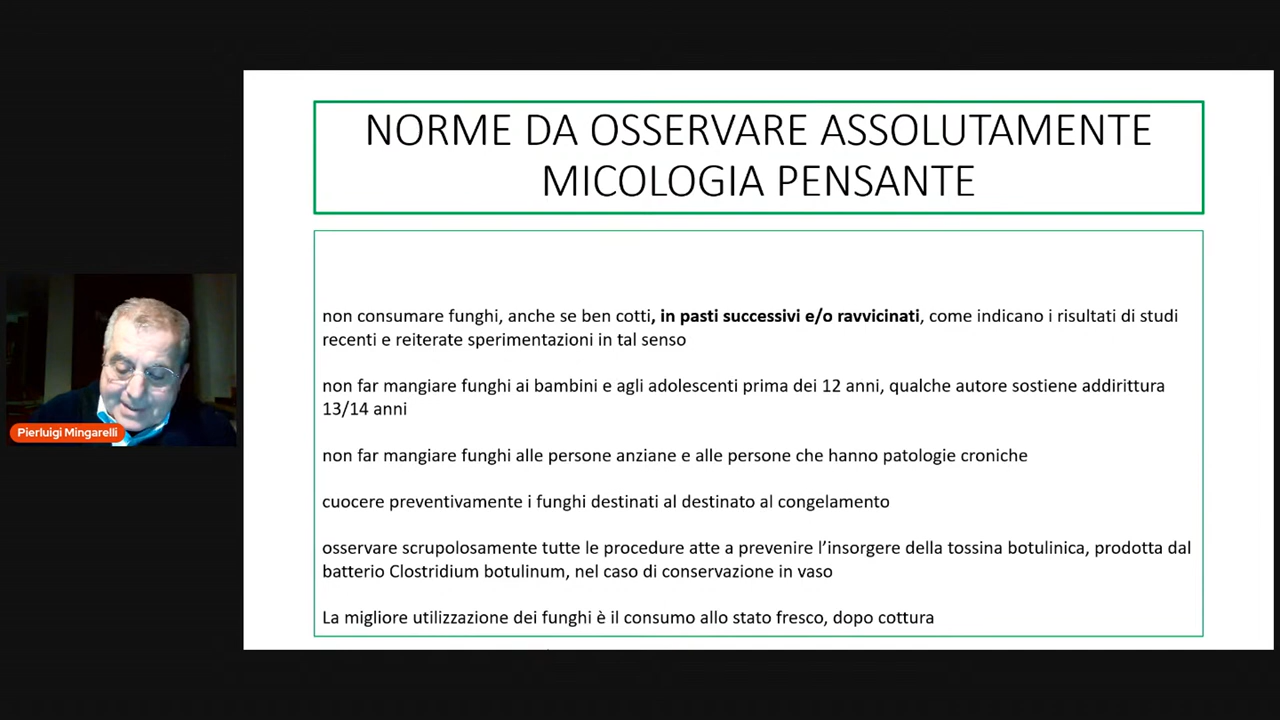 NORME DA OSSERVARE ASSOLUTAMENTE
MICOLOGIA PENSANTE
non consumare funghi, anche se ben cotti, in pasti successivi e/o ravvicinati, come indicano i risultati di studi
recenti e reiterate sperimentazioni in tal senso
non far mangiare funghi ai bambini e agli adolescenti prima dei 12 anni, qualche autore sostiene addirittura
13/14 anni
non far mangiare funghi alle persone anziane e alle persone che hanno patologie croniche
cuocere preventivamente i funghi destinati al destinato al congelamento
osservare scrupolosamente tutte le procedure atte a prevenire l’insorgere della tossina botulinica, prodotta dal
batterio Clostridium botulinum, nel caso di conservazione in vaso
La migliore utilizzazione dei funghi è il consumo allo stato fresco, dopo cottura
Pierluigi Mingarelli